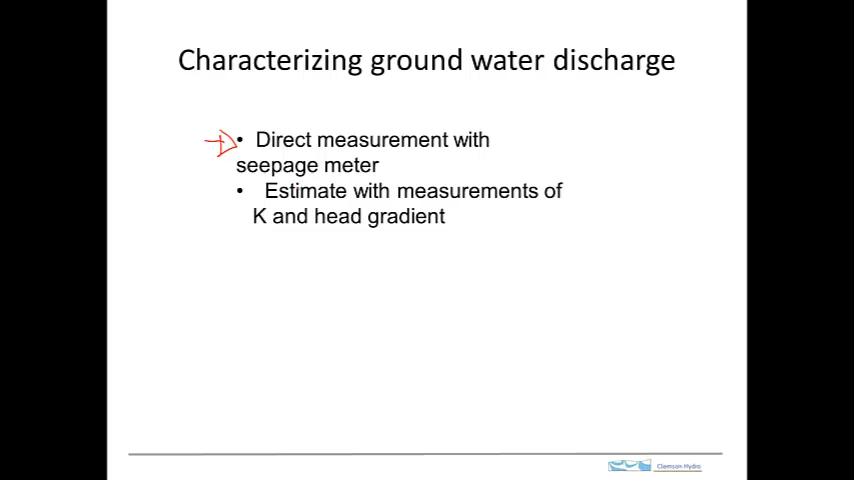 Characterizing ground water discharge
• Direct measurement with
seepage meter
• Estimate with measurements of
K and head gradient
Clemson Hydro